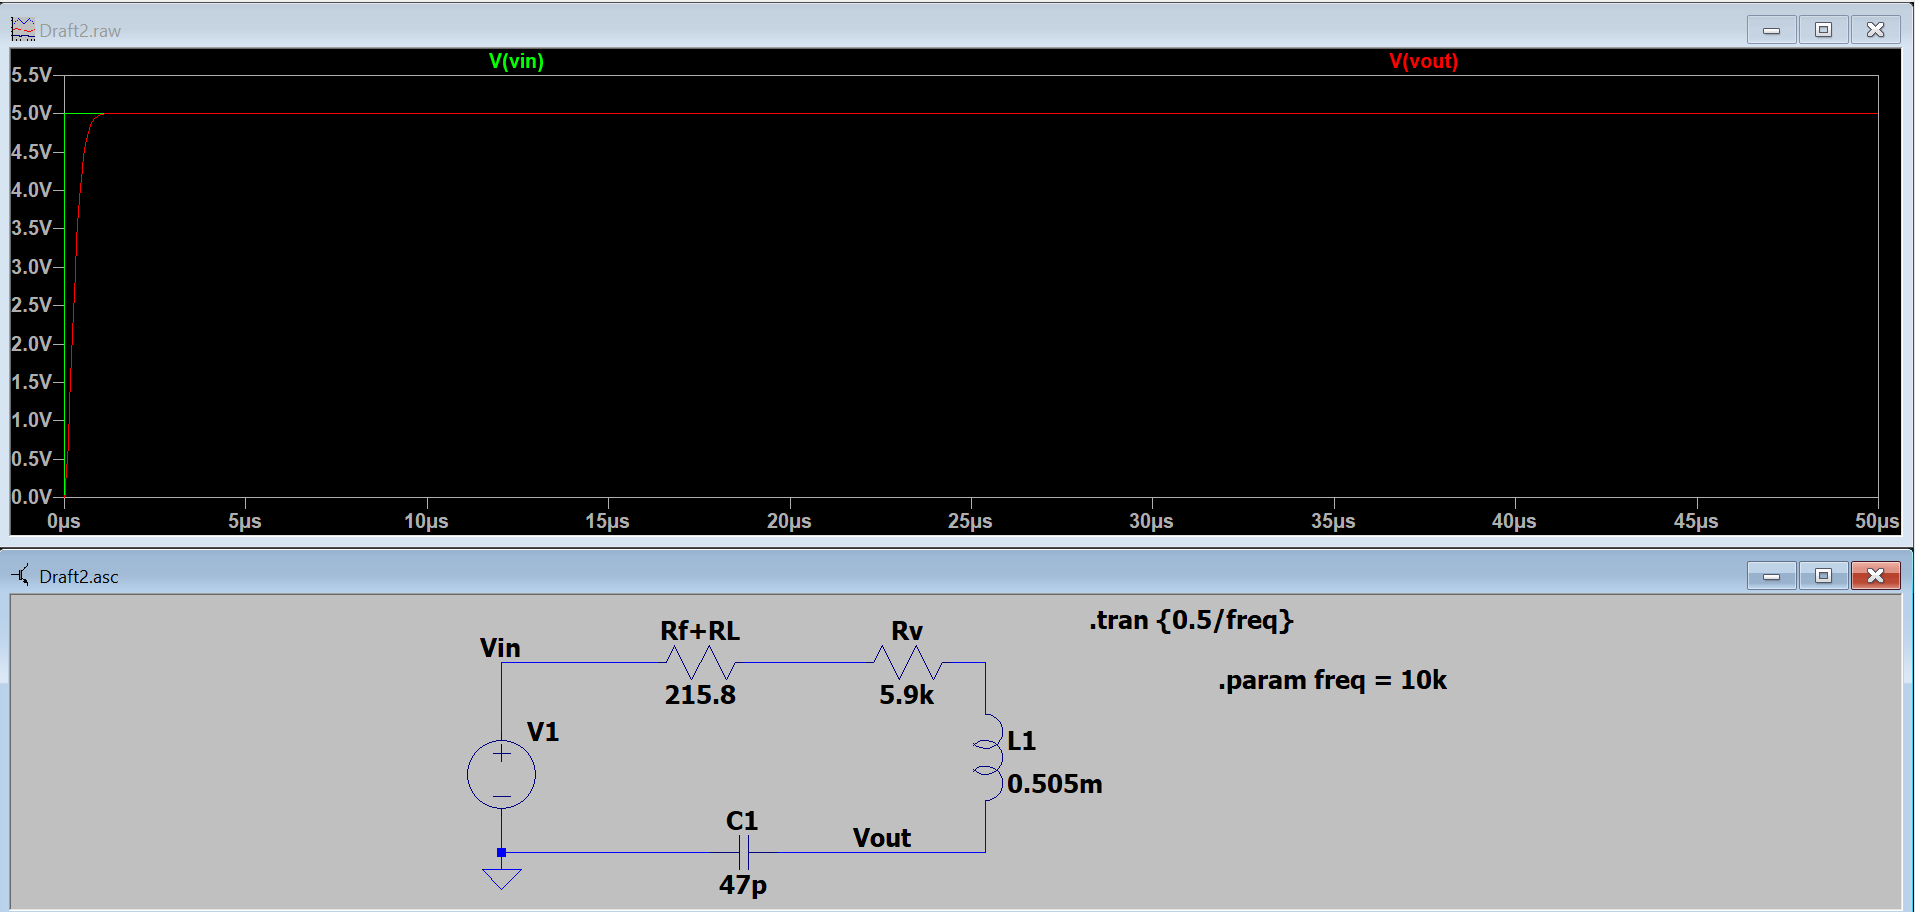 Draft2.raw
V(vin) V(vout)
5.5V
5.0V
4.5V
4.0V
3.5V
3.0V
2.5V
2.0V
1.5V
1.0V
0.5V
0.0V
0µs 5µs 10µs 15µs 20µs 25µs 30µs 35µs 40µs 45µs 50µs
Draft2.asc
.tran {0.5/freq}
Vin Rf+RL Rv
215.8 5.9k
.param freq = 10k
V1
L1
0.505m
C1
Vout
47p